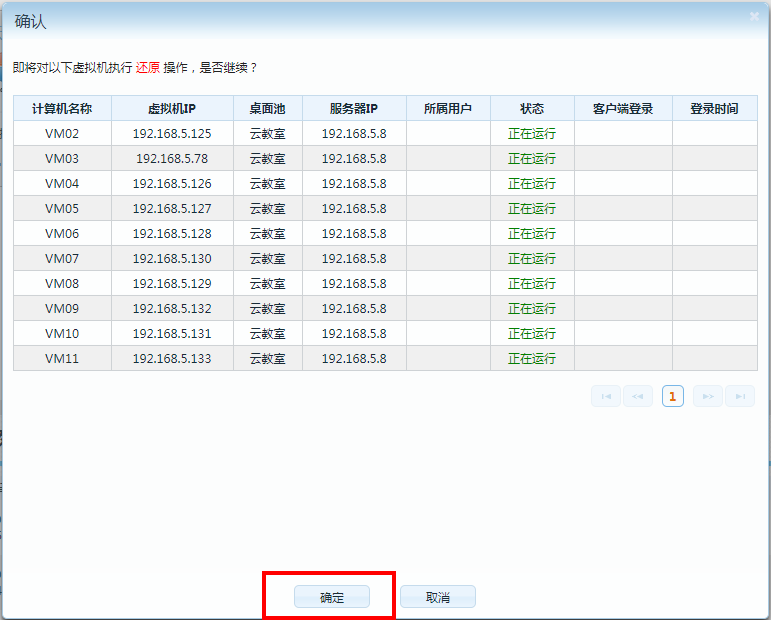 确认
即将对以下虚拟机执行 还原 操作，是否继续？
计算机名称 虚拟机IP 桌面池 服务器IP 所属用户 状态 客户端登录 登录时间
VM02 192.168.5.125 云教室 192.168.5.8 正在运行
VM03 192.168.5.78 云教室 192.168.5.8 正在运行
VM04 192.168.5.126 云教室 192.168.5.8 正在运行
VM05 192.168.5.127 云教室 192.168.5.8 正在运行
VM06 192.168.5.128 云教室 192.168.5.8 正在运行
VM07 192.168.5.130 云教室 192.168.5.8 正在运行
VM08 192.168.5.129 云教室 192.168.5.8 正在运行
VM09 192.168.5.132 云教室 192.168.5.8 正在运行
VM10 192.168.5.131 云教室 192.168.5.8 正在运行
VM11 192.168.5.133 云教室 192.168.5.8 正在运行
1
确定 取消